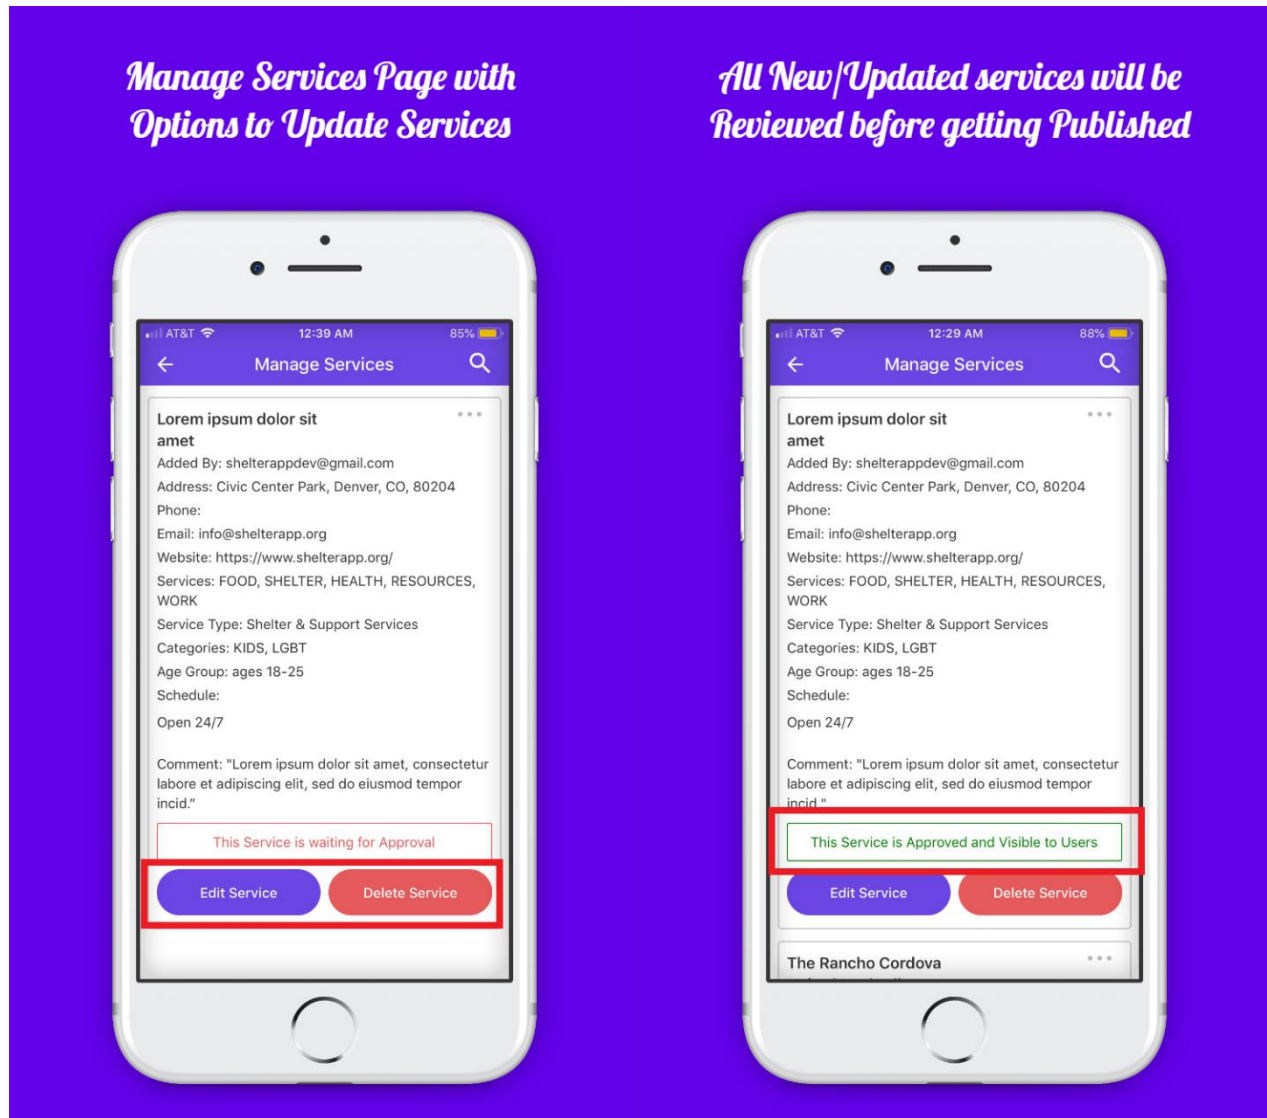 Manage Services Page with
Options to Update Services
AT&T 12:39 AM 85%
Manage Services
Lorem ipsum dolor sit
amet
Added By: shelterappdev@gmail.com
Address: Civic Center Park, Denver, CO, 80204
Phone:
Email: info@shelterapp.org
Website: https://www.shelterapp.org/
Services: FOOD, SHELTER, HEALTH, RESOURCES,
WORK
Service Type: Shelter & Support Services
Categories: KIDS, LGBT
Age Group: ages 18-25
Schedule:
Open 24/7
Comment: "Lorem ipsum dolor sit amet, consectetur
labore et adipiscing elit, sed do eiusmod tempor
incid."
This Service is waiting for Approval
Edit Service Delete Service
All New/Updated services will be
Reviewed before getting Published
AT&T 12:29 AM 88%
Manage Services
Lorem ipsum dolor sit
amet
Added By: shelterappdev@gmail.com
Address: Civic Center Park, Denver, CO, 80204
Phone:
Email: info@shelterapp.org
Website: https://www.shelterapp.org/
Services: FOOD, SHELTER, HEALTH, RESOURCES,
WORK
Service Type: Shelter & Support Services
Categories: KIDS, LGBT
Age Group: ages 18-25
Schedule:
Open 24/7
Comment: "Lorem ipsum dolor sit amet, consectetur
labore et adipiscing elit, sed do eiusmod tempor
incid."
This Service is Approved and Visible to Users
Edit Service Delete Service
The Rancho Cordova